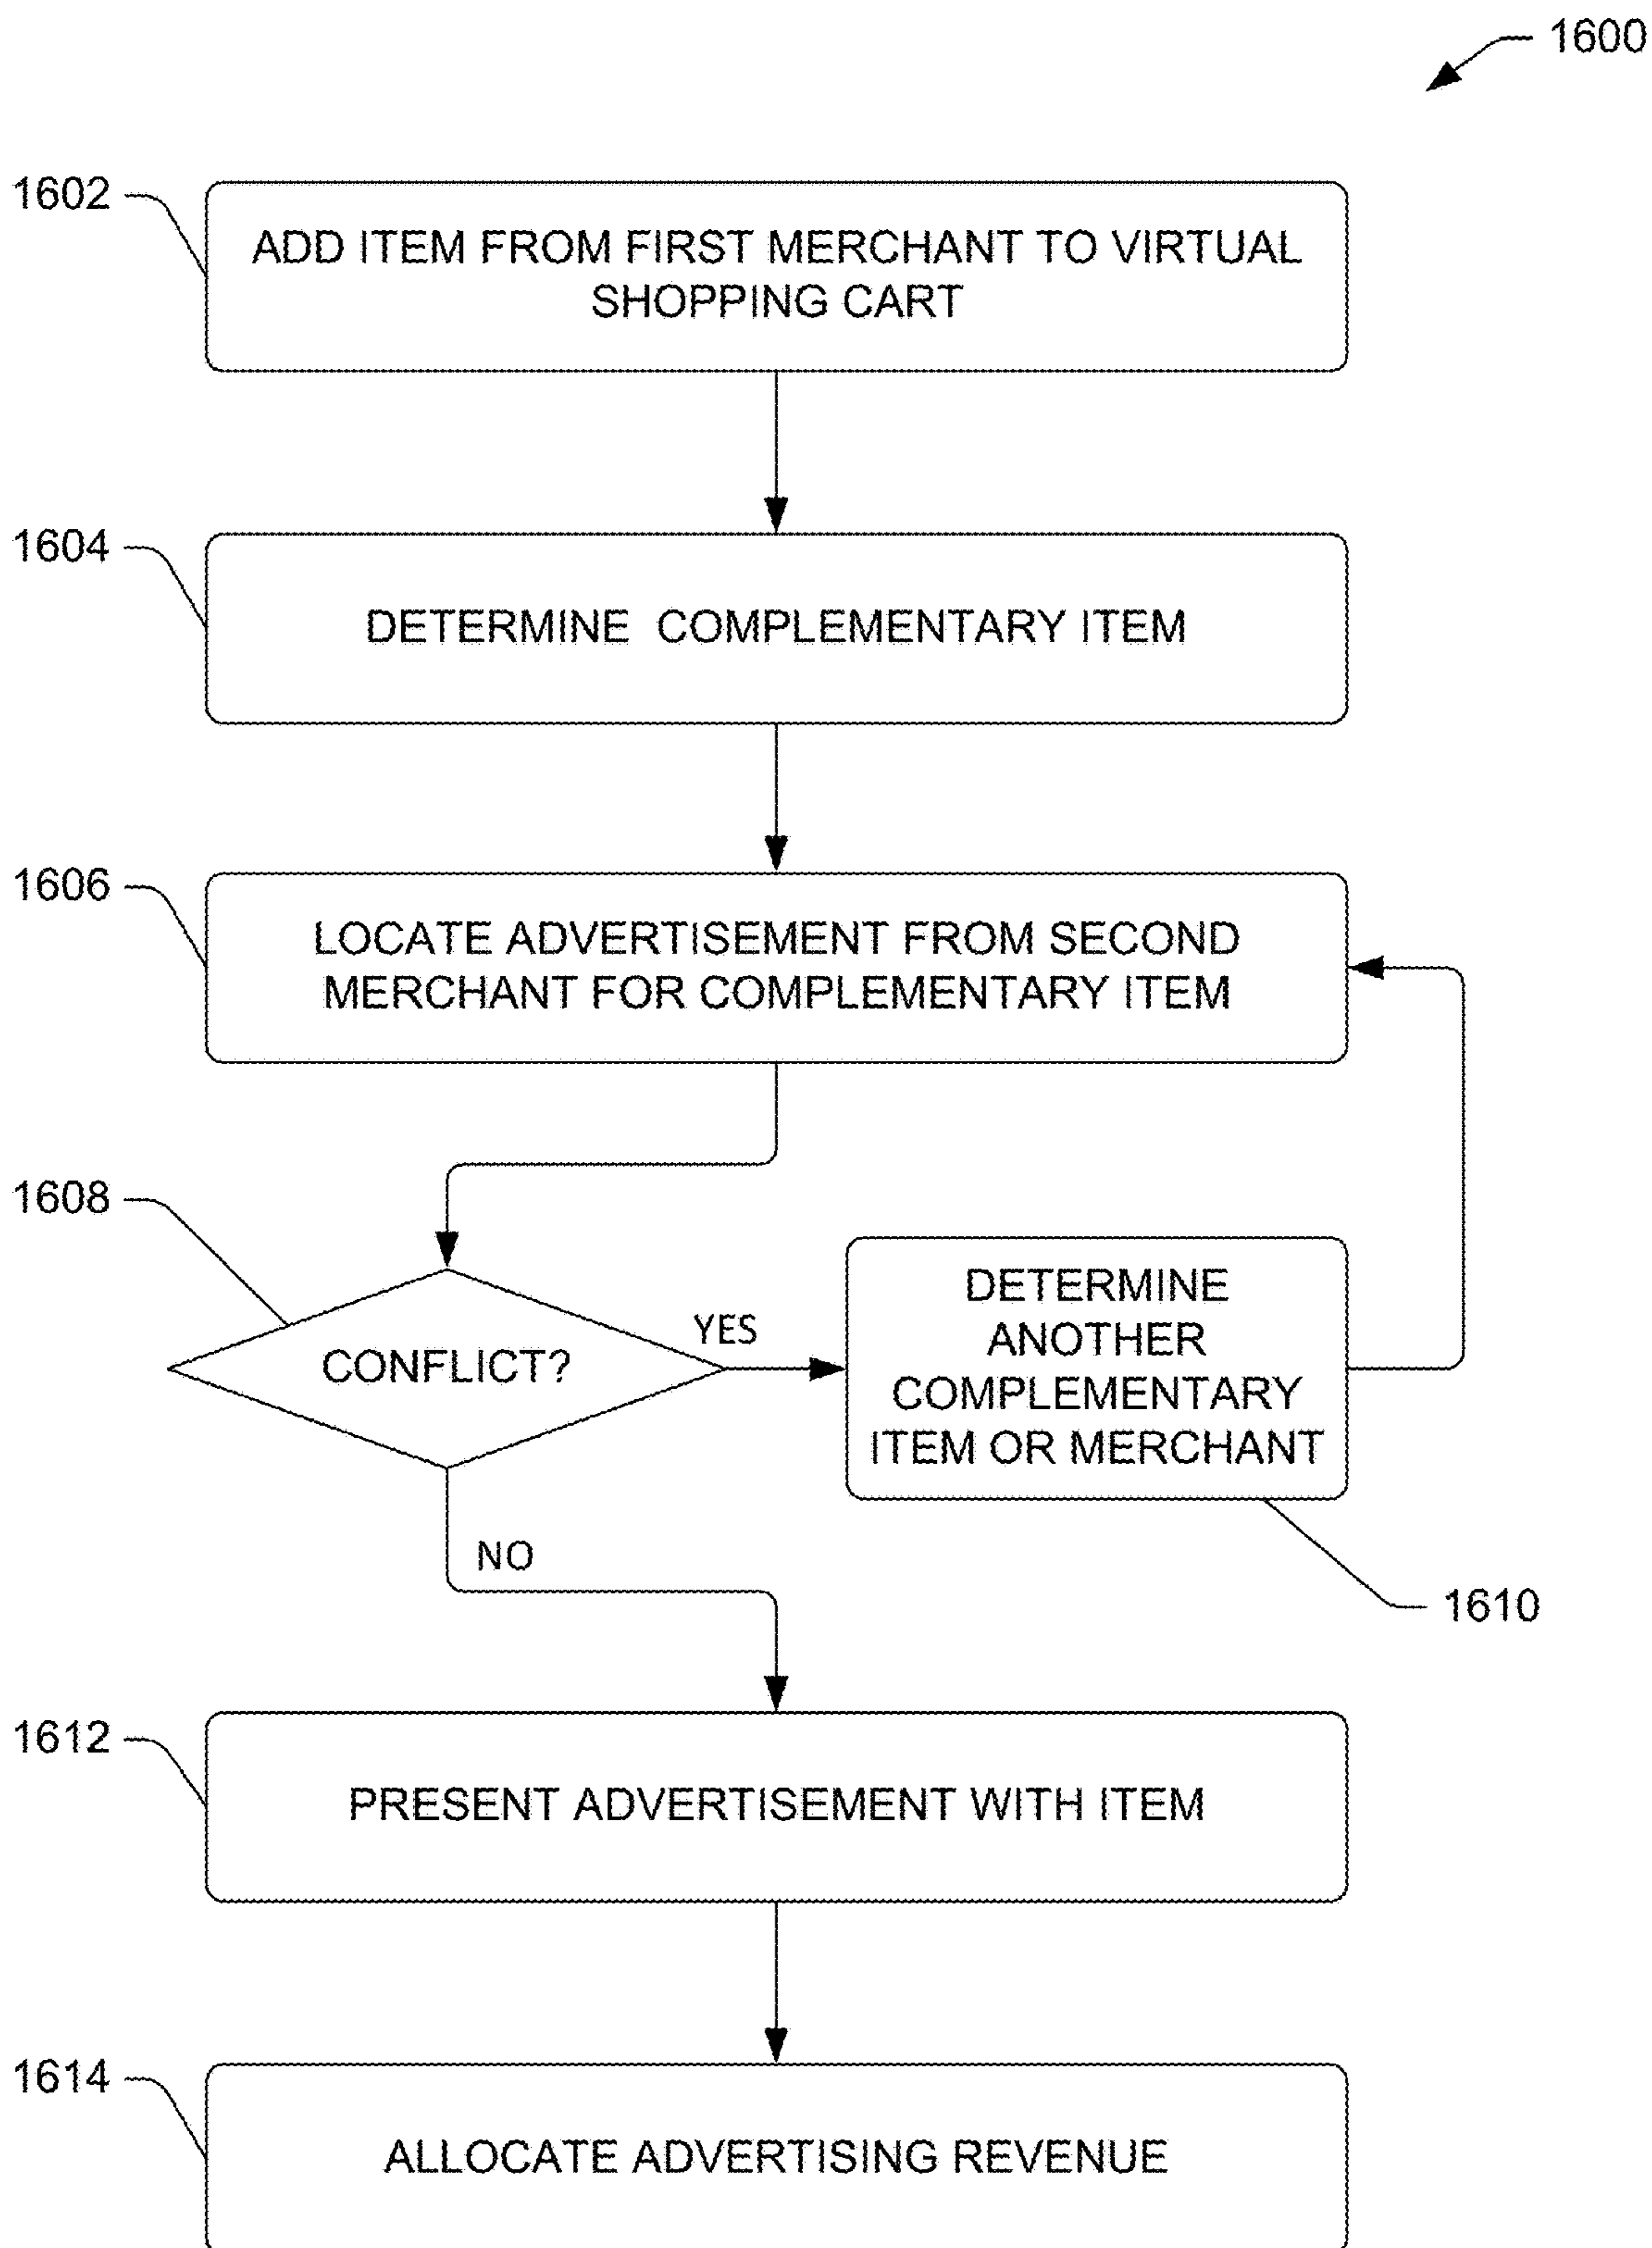 1600
1602
ADD ITEM FROM FIRST MERCHANT TO VIRTUAL
SHOPPING CART
1604
DETERMINE COMPLEMENTARY ITEM
1606
LOCATE ADVERTISEMENT FROM SECOND
MERCHANT FOR COMPLEMENTARY ITEM
1608
CONFLICT?
YES
DETERMINE
ANOTHER
COMPLEMENTARY
ITEM OR MERCHANT
NO
1610
1612
PRESENT ADVERTISEMENT WITH ITEM
1614
ALLOCATE ADVERTISING REVENUE